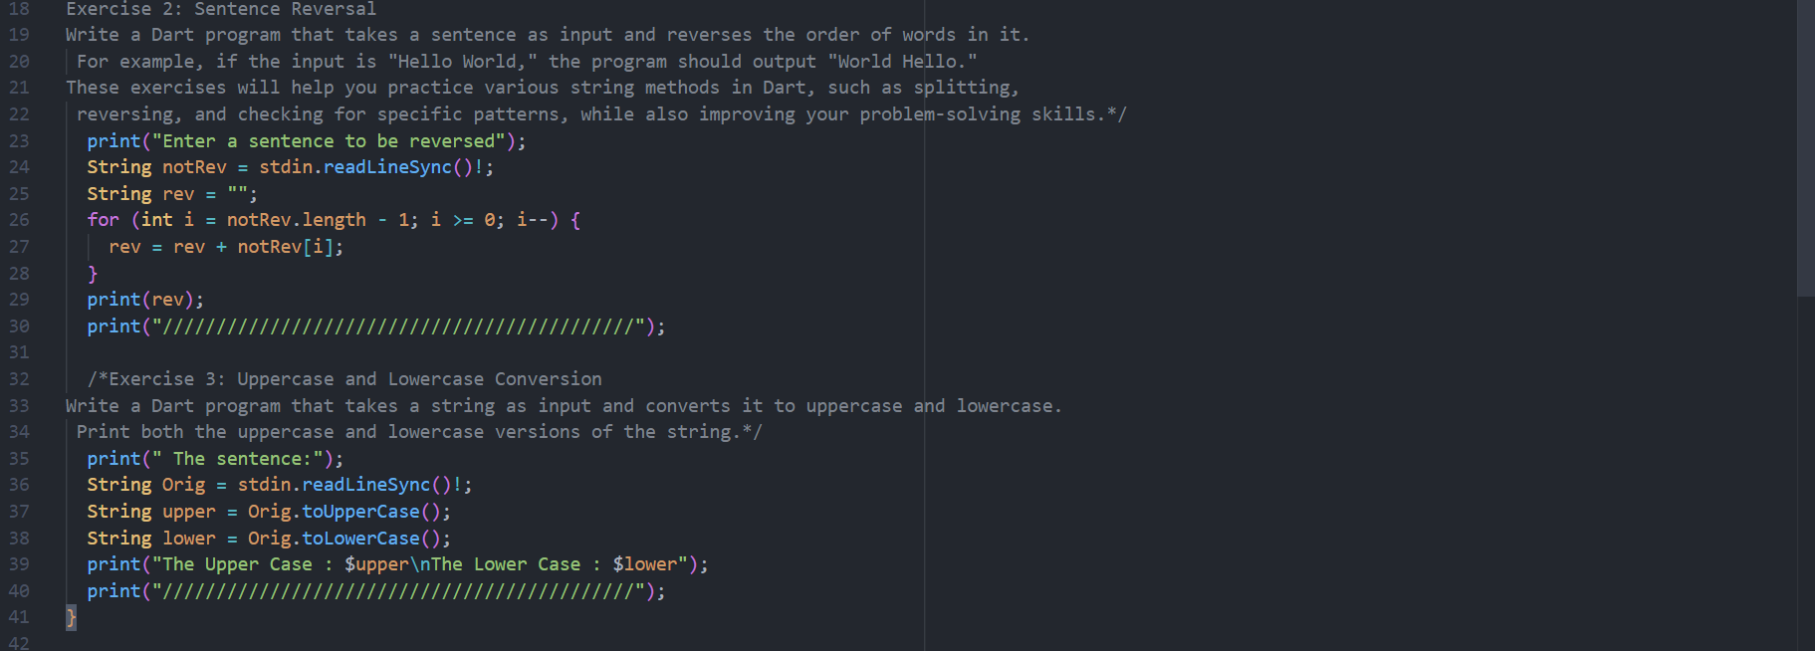 18 Exercise 2: Sentence Reversal
19 Write a Dart program that takes a sentence as input and reverses the order of words in it.
20 For example, if the input is "Hello World," the program should output "World Hello."
21 These exercises will help you practice various string methods in Dart, such as splitting,
22 reversing, and checking for specific patterns, while also improving your problem-solving skills.*/
23 print("Enter a sentence to be reversed");
24 String notRev = stdin.readLineSync()!;
25 String rev = "";
26 for (int i = notRev.length - 1; i >= 0; i--) {
27 rev = rev + notRev[i];
28 }
29 print(rev);
30 print("////////////////////////////////////////////");
31
32 /*Exercise 3: Uppercase and Lowercase Conversion
33 Write a Dart program that takes a string as input and converts it to uppercase and lowercase.
34 Print both the uppercase and lowercase versions of the string.*/
35 print(" The sentence:");
36 String Orig = stdin.readLineSync()!;
37 String upper = Orig.toUpperCase();
38 String lower = Orig.toLowerCase();
39 print("The Upper Case : $upper\nThe Lower Case : $lower");
40 print("////////////////////////////////////////////");
41 }
42